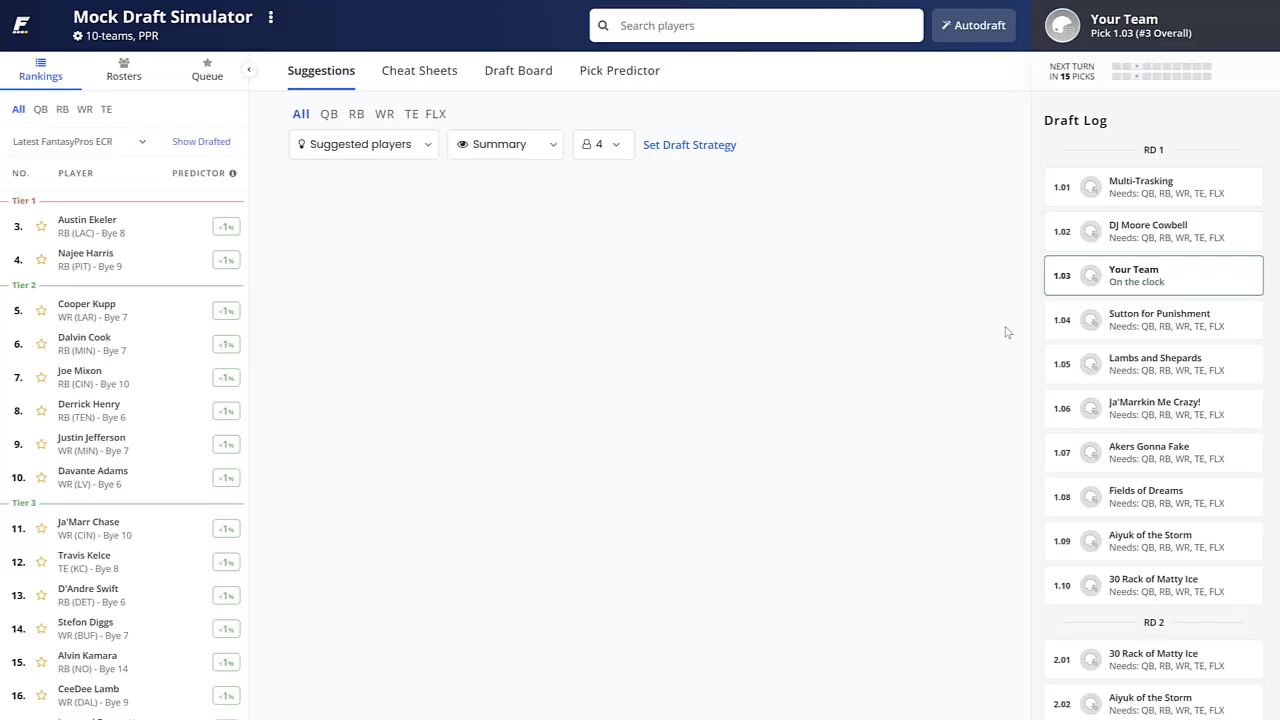 Mock Draft Simulator
10-teams, PPR
Search players
Autodraft
Your Team
Pick 1.03 (#3 Overall)
Rankings
Rosters
Queue
Suggestions
Cheat Sheets
Draft Board
Pick Predictor
NEXT TURN
IN 15 PICKS
All QB RB WR TE
Latest FantasyPros ECR
Show Drafted
NO. PLAYER PREDICTOR
Tier 1
3. Austin Ekeler <1%
RB (LAC) - Bye 8
4. Najee Harris <1%
RB (PIT) - Bye 9
Tier 2
5. Cooper Kupp <1%
WR (LAR) - Bye 7
6. Dalvin Cook <1%
RB (MIN) - Bye 7
7. Joe Mixon <1%
RB (CIN) - Bye 10
8. Derrick Henry <1%
RB (TEN) - Bye 6
9. Justin Jefferson <1%
WR (MIN) - Bye 7
10. Davante Adams <1%
WR (LV) - Bye 6
Tier 3
11. Ja'Marr Chase <1%
WR (CIN) - Bye 10
12. Travis Kelce <1%
TE (KC) - Bye 8
13. D'Andre Swift <1%
RB (DET) - Bye 6
14. Stefon Diggs <1%
WR (BUF) - Bye 7
15. Alvin Kamara <1%
RB (NO) - Bye 14
16. CeeDee Lamb <1%
WR (DAL) - Bye 9
All QB RB WR TE FLX
Suggested players
Summary
4
Set Draft Strategy
Draft Log
RD 1
1.01 Multi-Trasking
Needs: QB, RB, WR, TE, FLX
1.02 DJ Moore Cowbell
Needs: QB, RB, WR, TE, FLX
1.03 Your Team
On the clock
1.04 Sutton for Punishment
Needs: QB, RB, WR, TE, FLX
1.05 Lambs and Shepards
Needs: QB, RB, WR, TE, FLX
1.06 Ja'Marrkin Me Crazy!
Needs: QB, RB, WR, TE, FLX
1.07 Akers Gonna Fake
Needs: QB, RB, WR, TE, FLX
1.08 Fields of Dreams
Needs: QB, RB, WR, TE, FLX
1.09 Aiyuk of the Storm
Needs: QB, RB, WR, TE, FLX
1.10 30 Rack of Matty Ice
Needs: QB, RB, WR, TE, FLX
RD 2
2.01 30 Rack of Matty Ice
Needs: QB, RB, WR, TE, FLX
2.02 Aiyuk of the Storm
Needs: QB, RB, WR, TE, FLX